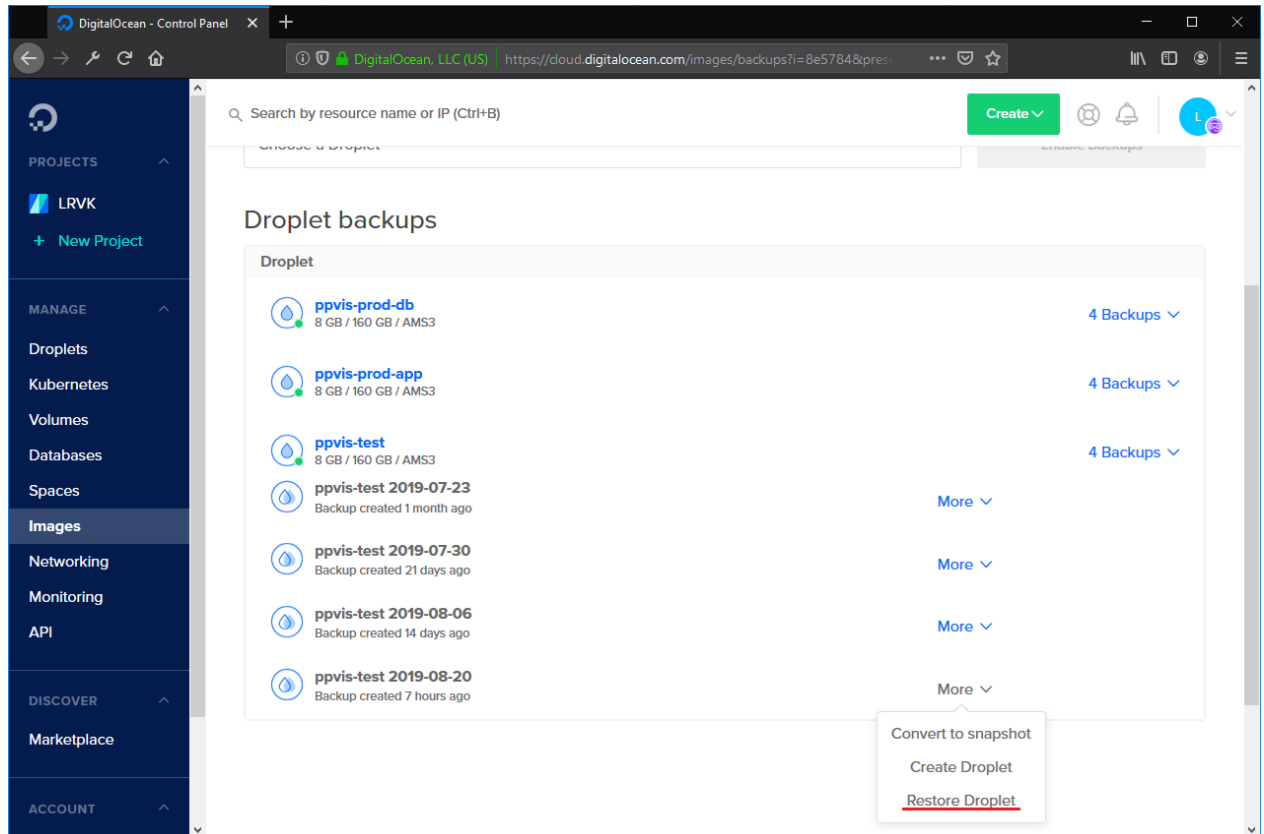 DigitalOcean - Control Panel
DigitalOcean, LLC (US) https://cloud.digitalocean.com/images/backups?i=8e5784&prese
Search by resource name or IP (Ctrl+B)
Create
L
PROJECTS
LRVK
+ New Project
MANAGE
Droplets
Kubernetes
Volumes
Databases
Spaces
Images
Networking
Monitoring
API
DISCOVER
Marketplace
ACCOUNT
Choose a Droplet
Enable Backups
Droplet backups
Droplet
ppvis-prod-db
8 GB / 160 GB / AMS3
4 Backups
ppvis-prod-app
8 GB / 160 GB / AMS3
4 Backups
ppvis-test
8 GB / 160 GB / AMS3
4 Backups
ppvis-test 2019-07-23
Backup created 1 month ago
More
ppvis-test 2019-07-30
Backup created 21 days ago
More
ppvis-test 2019-08-06
Backup created 14 days ago
More
ppvis-test 2019-08-20
Backup created 7 hours ago
More
Convert to snapshot
Create Droplet
Restore Droplet